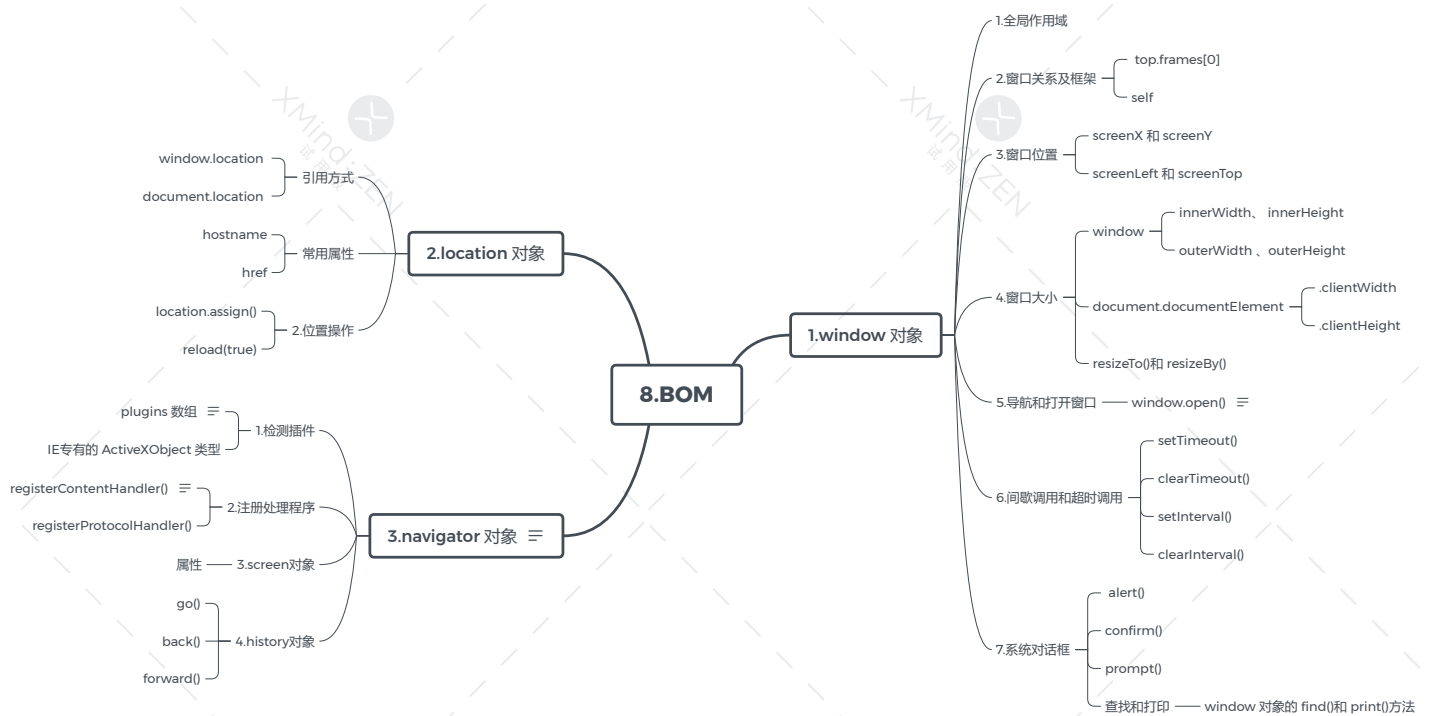 8.BOM
1.window 对象
1.全局作用域
2.窗口关系及框架
top.frames[0]
self
3.窗口位置
screenX 和 screenY
screenLeft 和 screenTop
4.窗口大小
window
innerWidth、 innerHeight
outerWidth 、outerHeight
document.documentElement
.clientWidth
.clientHeight
resizeTo()和 resizeBy()
5.导航和打开窗口
window.open()
6.间歇调用和超时调用
setTimeout()
clearTimeout()
setInterval()
clearInterval()
7.系统对话框
alert()
confirm()
prompt()
查找和打印
window 对象的 find()和 print()方法
2.location 对象
引用方式
window.location
document.location
常用属性
hostname
href
2.位置操作
location.assign()
reload(true)
3.navigator 对象
1.检测插件
plugins 数组
IE专有的 ActiveXObject 类型
2.注册处理程序
registerContentHandler()
registerProtocolHandler()
3.screen对象
属性
4.history对象
go()
back()
forward()
XMind:ZEN
试用
XMind:ZEN
试用